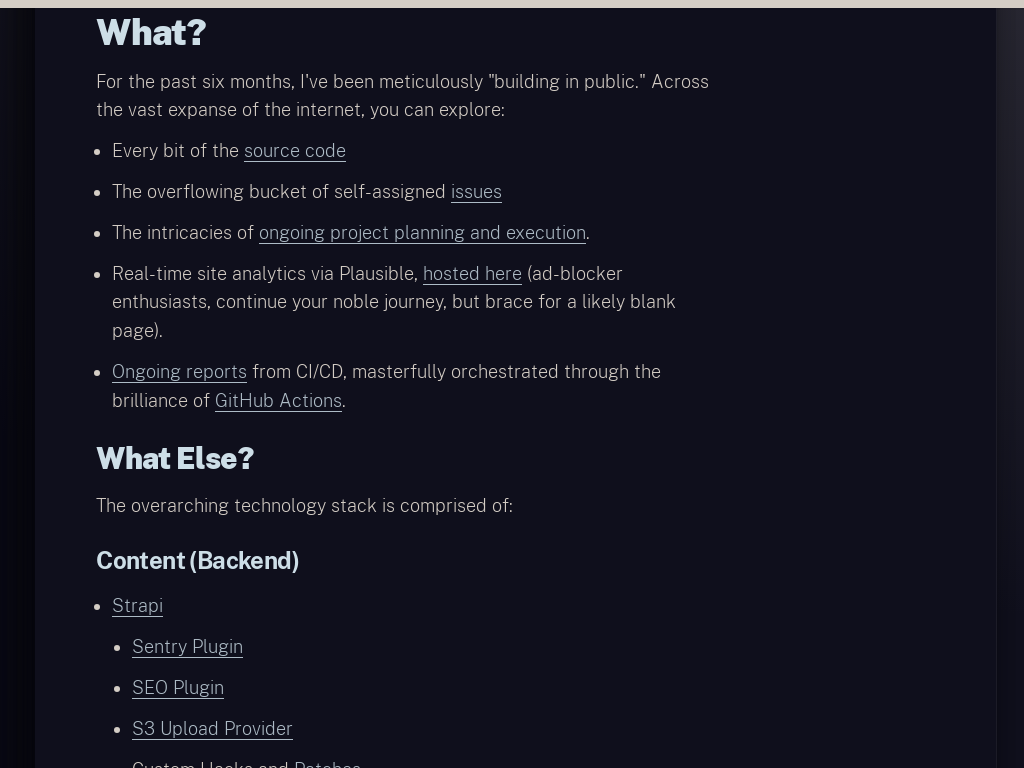 What?
For the past six months, I've been meticulously "building in public." Across
the vast expanse of the internet, you can explore:
Every bit of the source code
The overflowing bucket of self-assigned issues
The intricacies of ongoing project planning and execution.
Real-time site analytics via Plausible, hosted here (ad-blocker
enthusiasts, continue your noble journey, but brace for a likely blank
page).
Ongoing reports from CI/CD, masterfully orchestrated through the
brilliance of GitHub Actions.
What Else?
The overarching technology stack is comprised of:
Content (Backend)
Strapi
Sentry Plugin
SEO Plugin
S3 Upload Provider
Custom Hooks and Patches